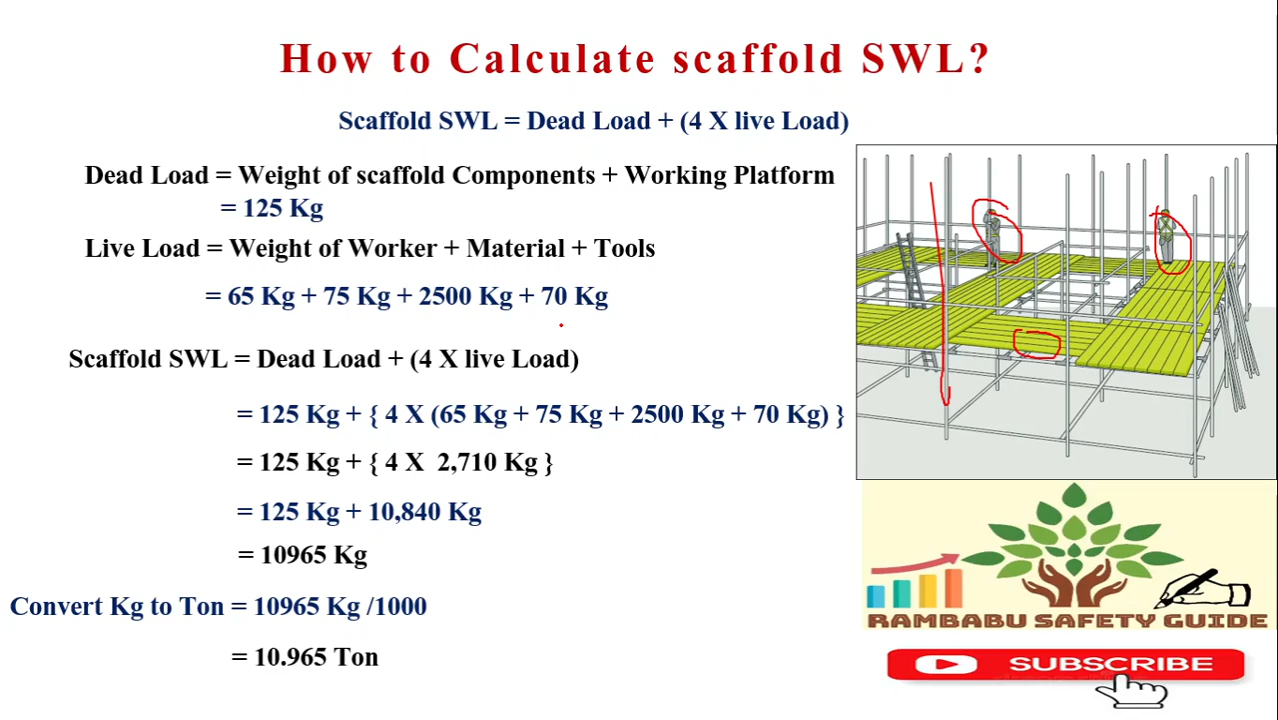 How to Calculate scaffold SWL?
Scaffold SWL = Dead Load + (4 X live Load)
Dead Load = Weight of scaffold Components + Working Platform
= 125 Kg
Live Load = Weight of Worker + Material + Tools
= 65 Kg + 75 Kg + 2500 Kg + 70 Kg
Scaffold SWL = Dead Load + (4 X live Load)
= 125 Kg + { 4 X (65 Kg + 75 Kg + 2500 Kg + 70 Kg) }
= 125 Kg + { 4 X 2,710 Kg }
= 125 Kg + 10,840 Kg
= 10965 Kg
Convert Kg to Ton = 10965 Kg /1000
= 10.965 Ton
RAMBABU SAFETY GUIDE
SUBSCRIBE